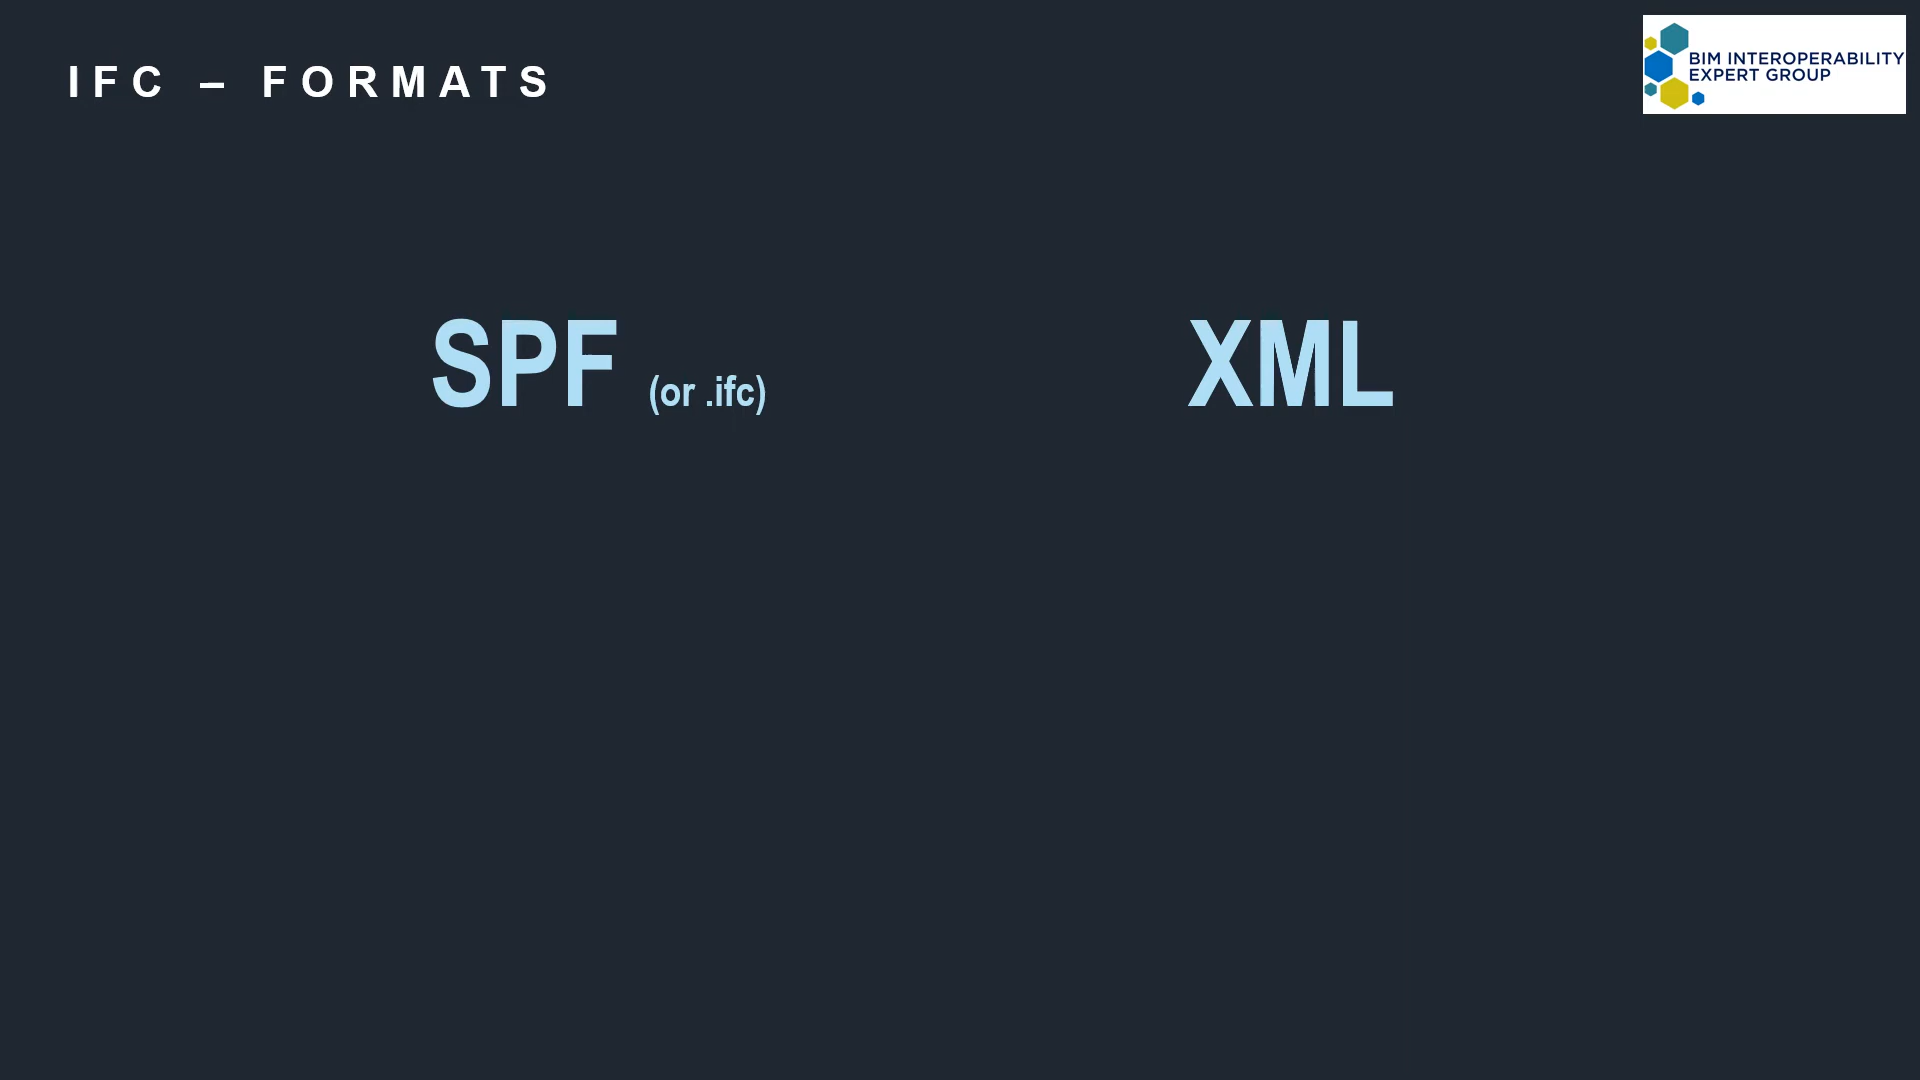 IFC – FORMATS
BIM INTEROPERABILITY
EXPERT GROUP
SPF (or .ifc)
XML